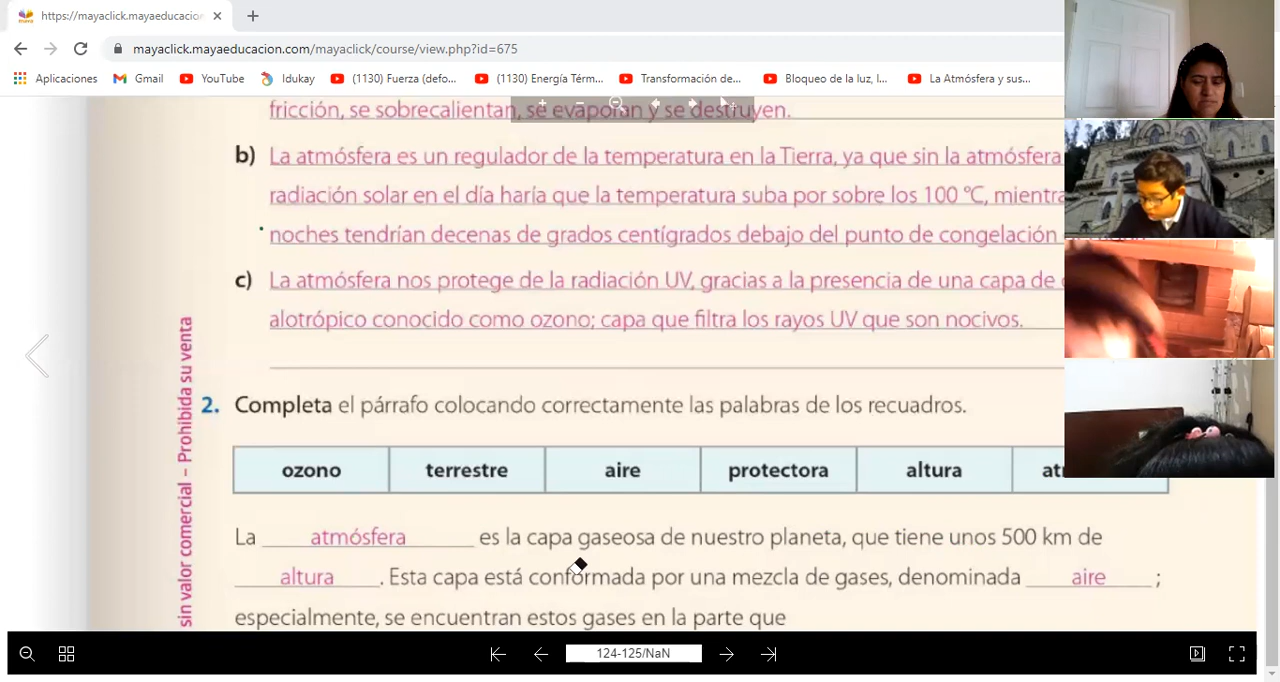 https://mayaclick.mayaeducacion
mayaclick.mayaeducacion.com/mayaclick/course/view.php?id=675
Aplicaciones Gmail YouTube Idukay (1130) Fuerza (defo... (1130) Energía Térm... Transformación de... Bloqueo de la luz, l... La Atmósfera y sus...
fricción, se sobrecalientan, se evaporan y se destruyen.
b) La atmósfera es un regulador de la temperatura en la Tierra, ya que sin la atmósfera
radiación solar en el día haría que la temperatura suba por sobre los 100 °C, mientra
noches tendrían decenas de grados centígrados debajo del punto de congelación
c) La atmósfera nos protege de la radiación UV, gracias a la presencia de una capa de
alotrópico conocido como ozono; capa que filtra los rayos UV que son nocivos.
sin valor comercial – Prohibida su venta
2. Completa el párrafo colocando correctamente las palabras de los recuadros.
ozono terrestre aire protectora altura
La atmósfera es la capa gaseosa de nuestro planeta, que tiene unos 500 km de
altura . Esta capa está conformada por una mezcla de gases, denominada aire ;
especialmente, se encuentran estos gases en la parte que
124-125/NaN